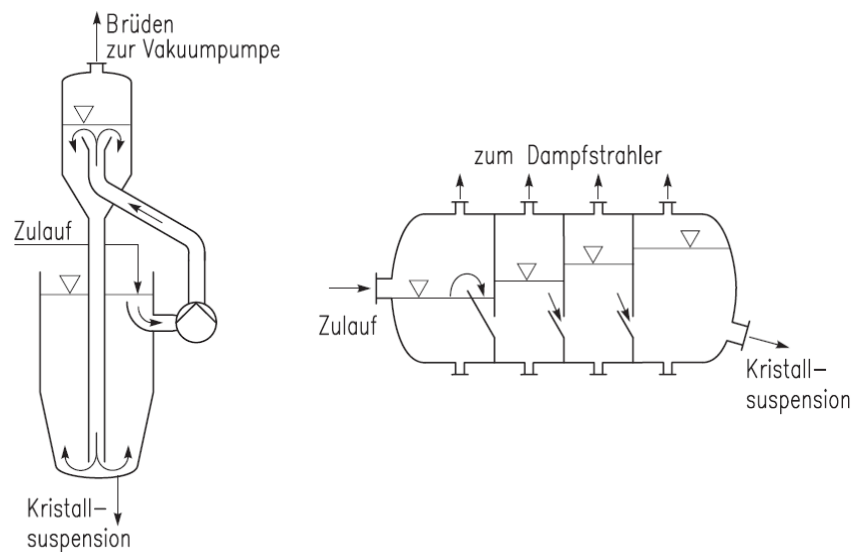 Brüden
zur Vakuumpumpe
Zulauf
Kristall-
suspension
zum Dampfstrahler
Zulauf
Kristall-
suspension